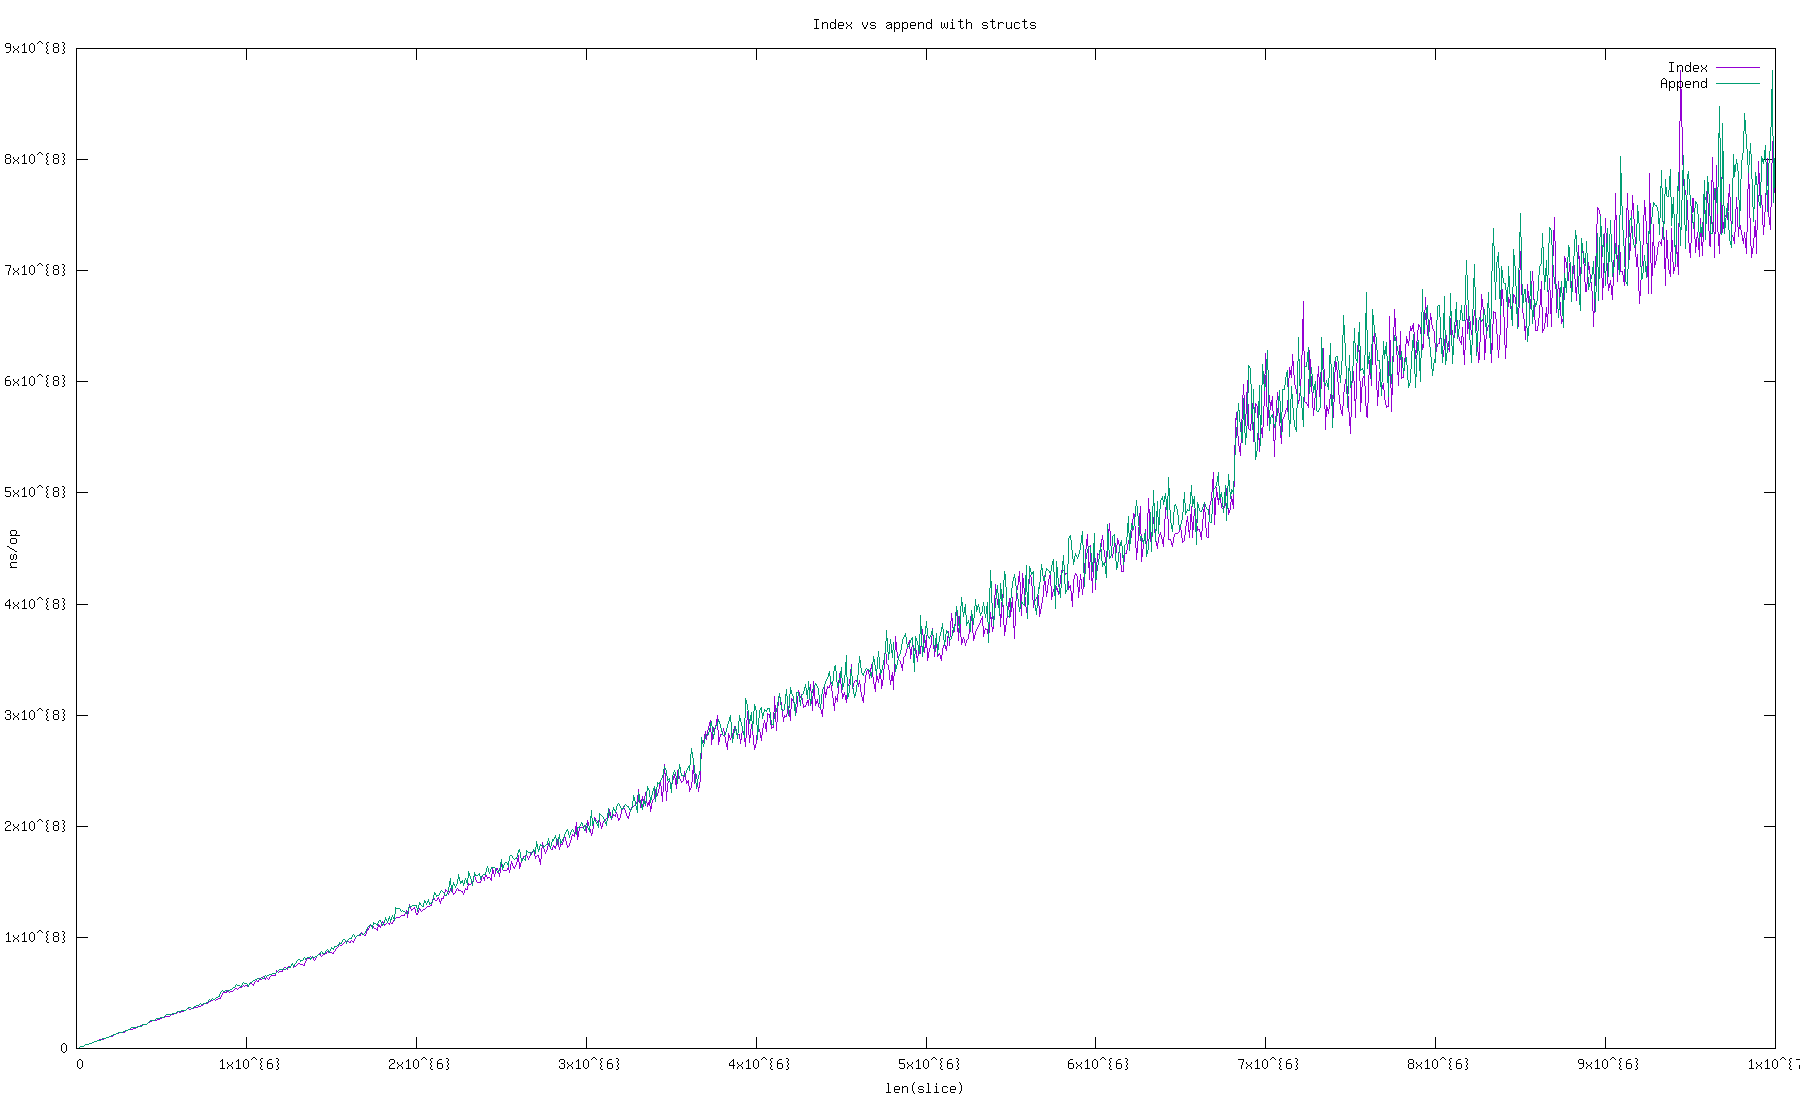 Index vs append with structs
9x10^{8}
8x10^{8}
7x10^{8}
6x10^{8}
5x10^{8}
4x10^{8}
3x10^{8}
2x10^{8}
1x10^{8}
0
ns/op
Index
Append
0
1x10^{6}
2x10^{6}
3x10^{6}
4x10^{6}
5x10^{6}
6x10^{6}
7x10^{6}
8x10^{6}
9x10^{6}
1x10^{7
len(slice)